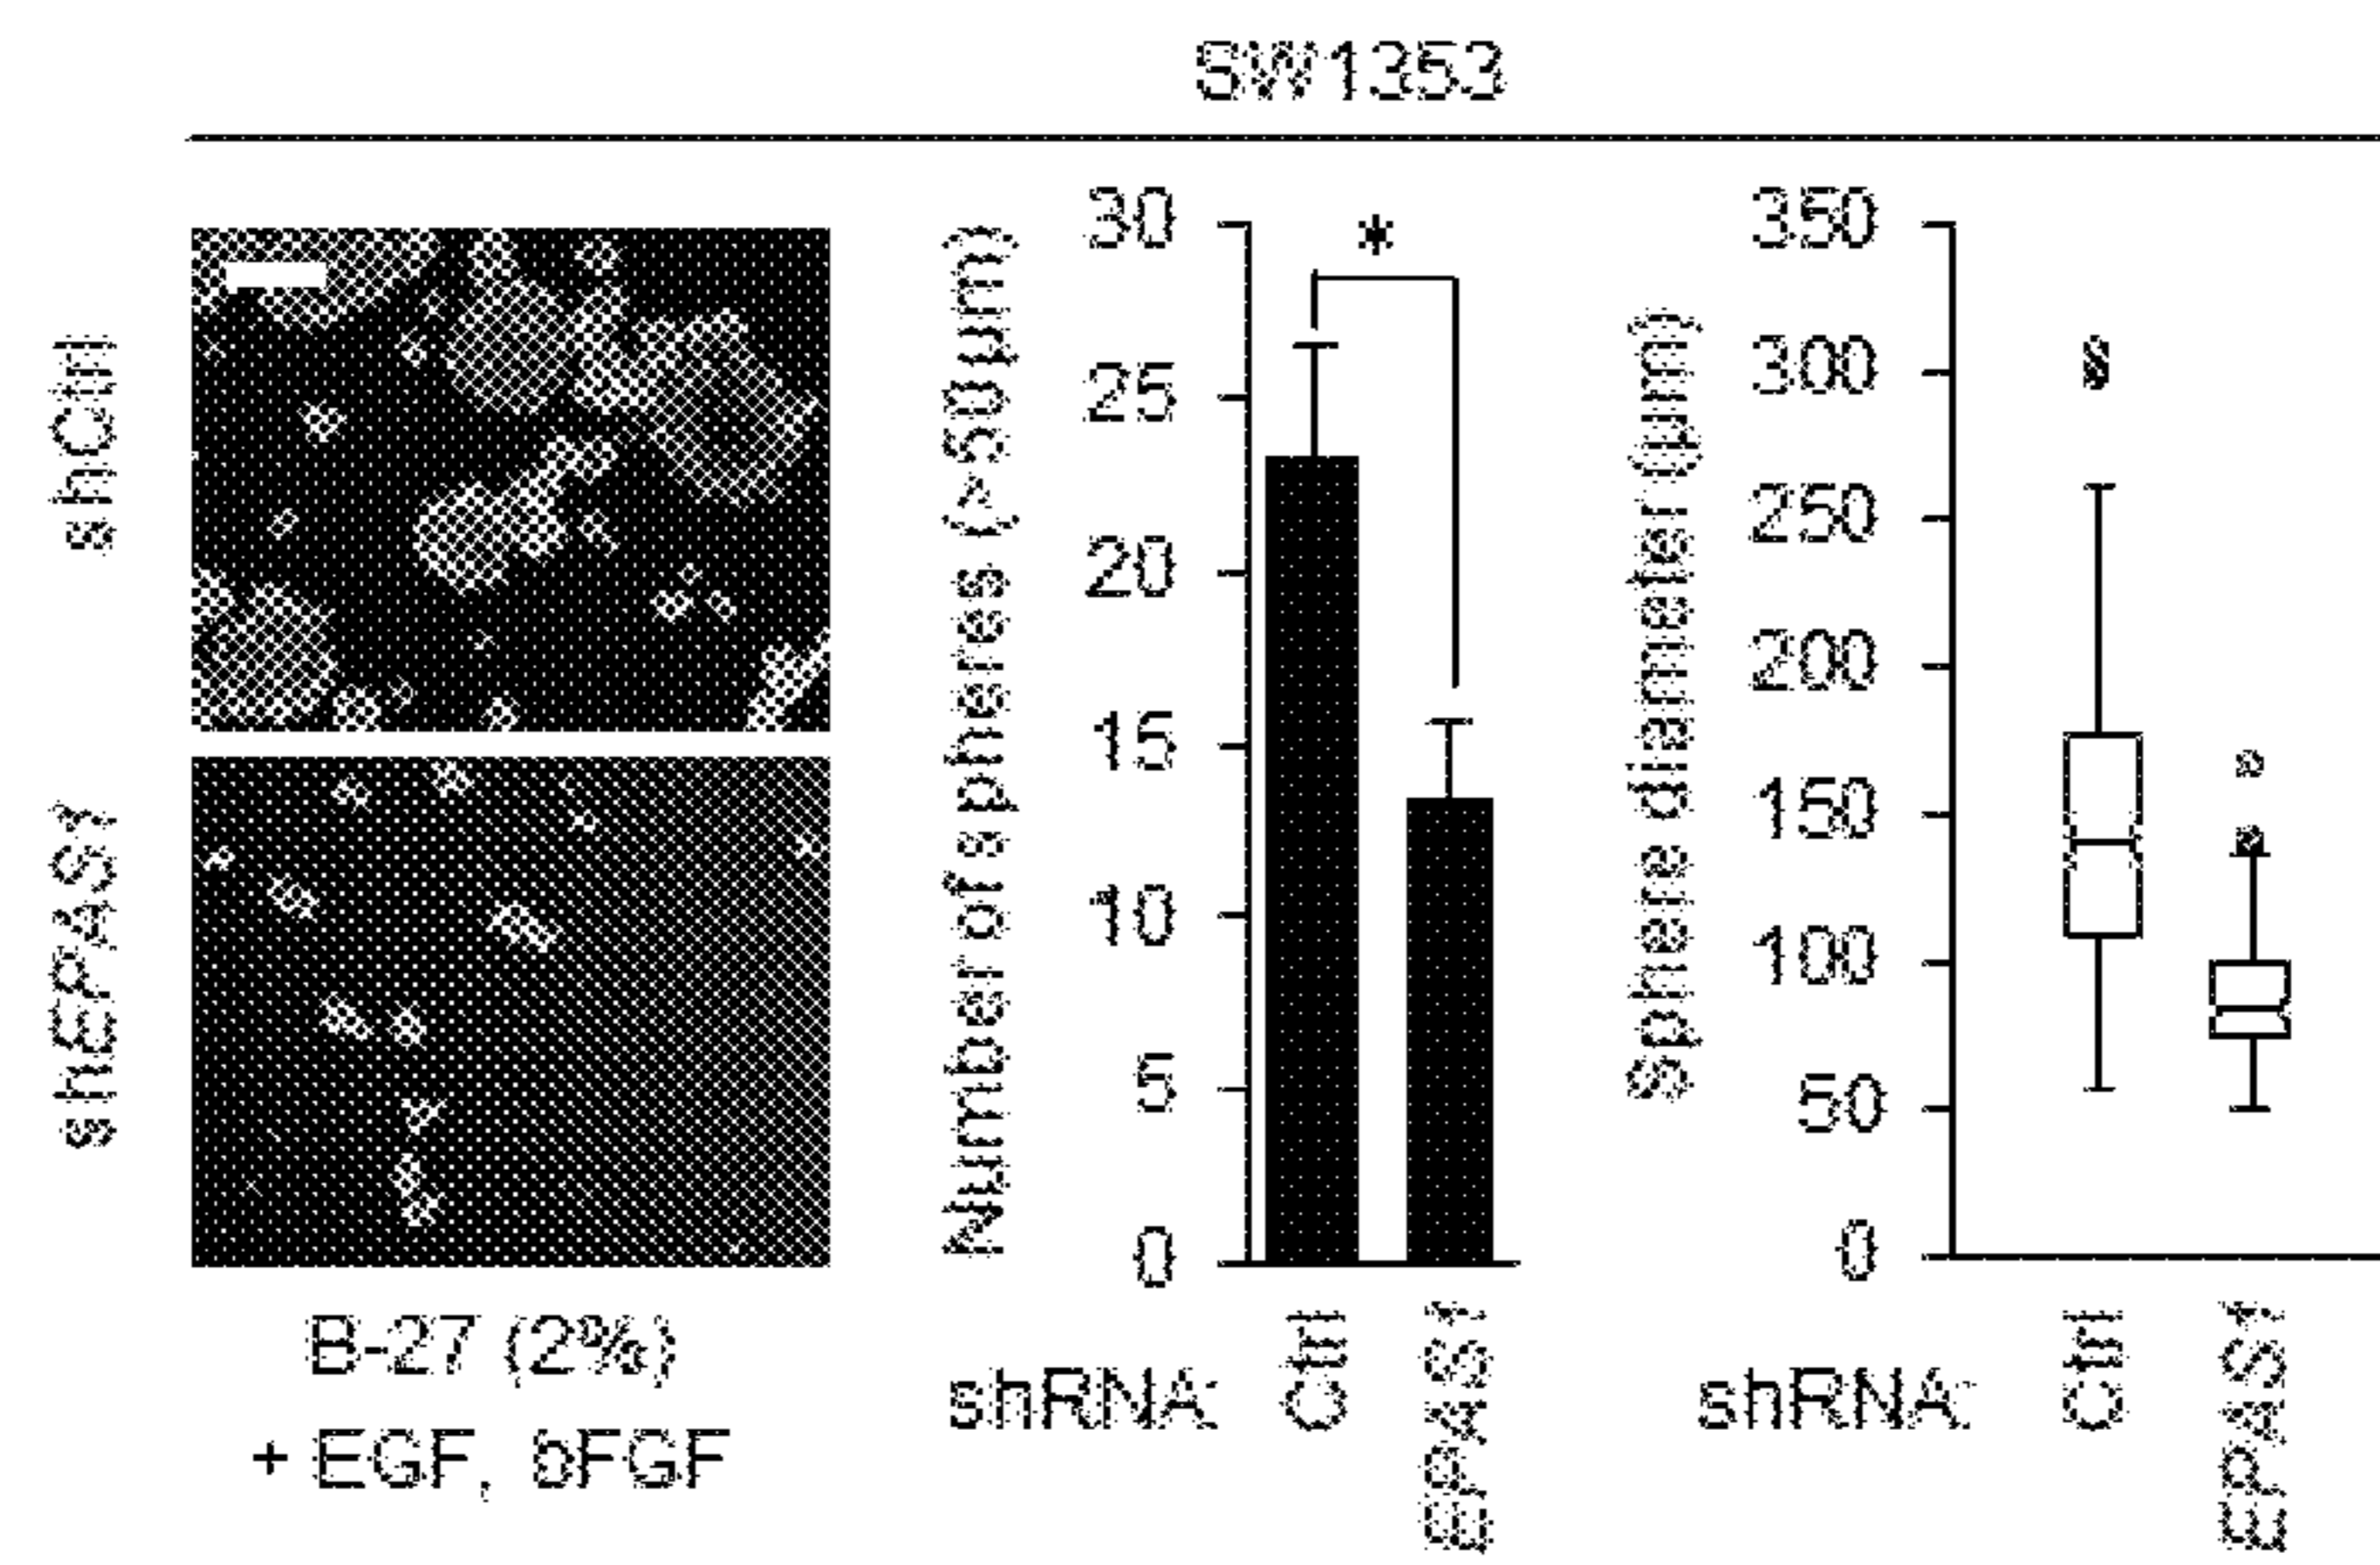 SW1353
shCtrl
shEPAS1
B-27 (2%)
+ EGF, bFGF
Number of spheres (>50 µm)
30
25
20
15
10
5
0
*
shRNA:
Ctrl
EPAS1
Sphere diameter (µm)
350
300
250
200
150
100
50
0
shRNA:
Ctrl
EPAS1